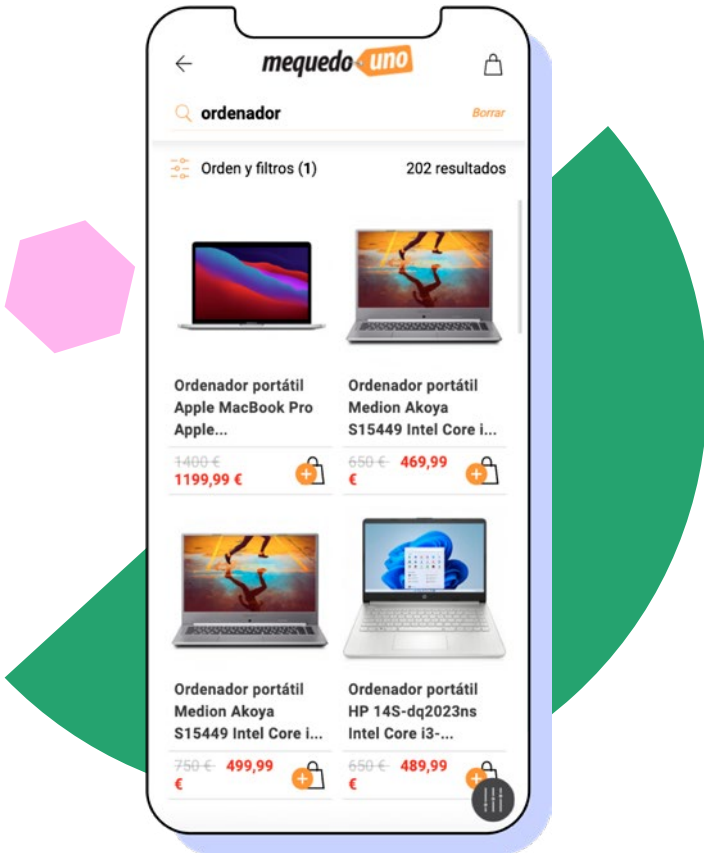 mequedo uno
ordenador
Borrar
Orden y filtros (1)
202 resultados
Ordenador portátil
Apple MacBook Pro
Apple...
1400 €
1199,99 €
Ordenador portátil
Medion Akoya
S15449 Intel Core i...
650 € 469,99
€
Ordenador portátil
Medion Akoya
S15449 Intel Core i...
750 € 499,99
€
Ordenador portátil
HP 14S-dq2023ns
Intel Core i3-...
650 € 489,99
€